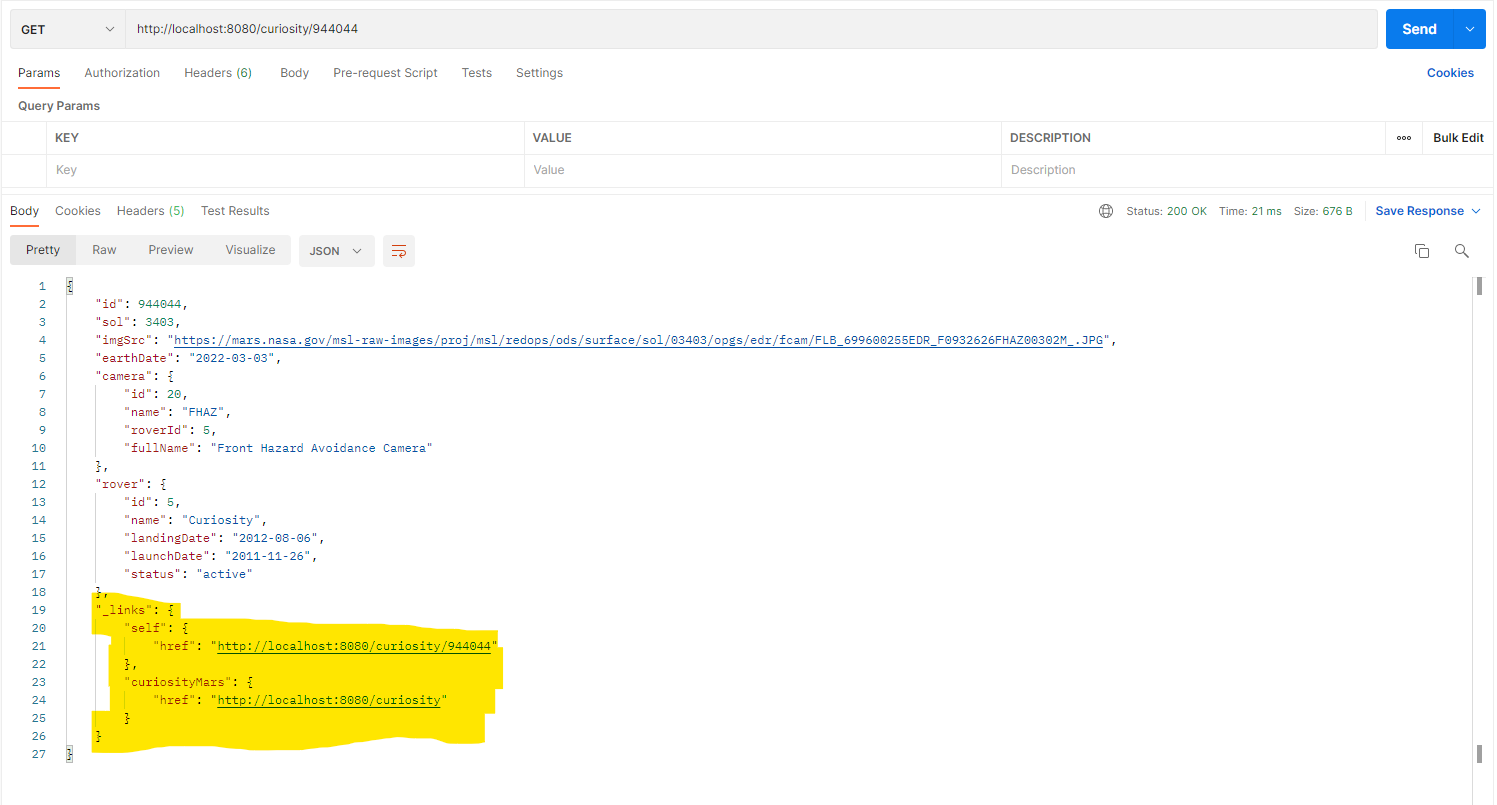 GET http://localhost:8080/curiosity/944044 Send
Params Authorization Headers (6) Body Pre-request Script Tests Settings Cookies
Query Params
KEY VALUE DESCRIPTION ooo Bulk Edit
Key Value Description
Body Cookies Headers (5) Test Results Status: 200 OK Time: 21 ms Size: 676 B Save Response
Pretty Raw Preview Visualize JSON
1 {
2 "id": 944044,
3 "sol": 3403,
4 "imgSrc": "https://mars.nasa.gov/msl-raw-images/proj/msl/redops/ods/surface/sol/03403/opgs/edr/fcam/FLB_699600255EDR_F0932626FHAZ00302M_.JPG",
5 "earthDate": "2022-03-03",
6 "camera": {
7 "id": 20,
8 "name": "FHAZ",
9 "roverId": 5,
10 "fullName": "Front Hazard Avoidance Camera"
11 },
12 "rover": {
13 "id": 5,
14 "name": "Curiosity",
15 "landingDate": "2012-08-06",
16 "launchDate": "2011-11-26",
17 "status": "active"
18 },
19 "_links": {
20 "self": {
21 "href": "http://localhost:8080/curiosity/944044"
22 },
23 "curiosityMars": {
24 "href": "http://localhost:8080/curiosity"
25 }
26 }
27 }